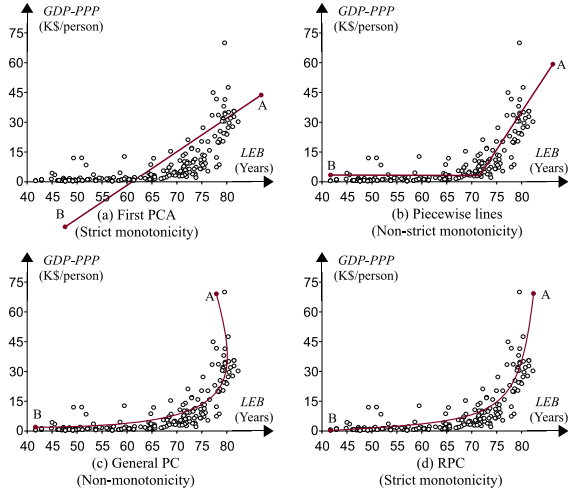 GDP-PPP
(K$/person)
75
60
45
30
15
0
A
LEB
(Years)
B
40 45 50 55 60 65 70 75 80
(a) First PCA
(Strict monotonicity)
GDP-PPP
(K$/person)
75
60
45
30
15
0
A
LEB
(Years)
B
40 45 50 55 60 65 70 75 80
(b) Piecewise lines
(Non-strict monotonicity)
GDP-PPP
(K$/person)
75
60
45
30
15
0
A
LEB
(Years)
B
40 45 50 55 60 65 70 75 80
(c) General PC
(Non-monotonicity)
GDP-PPP
(K$/person)
75
60
45
30
15
0
A
LEB
(Years)
B
40 45 50 55 60 65 70 75 80
(d) RPC
(Strict monotonicity)